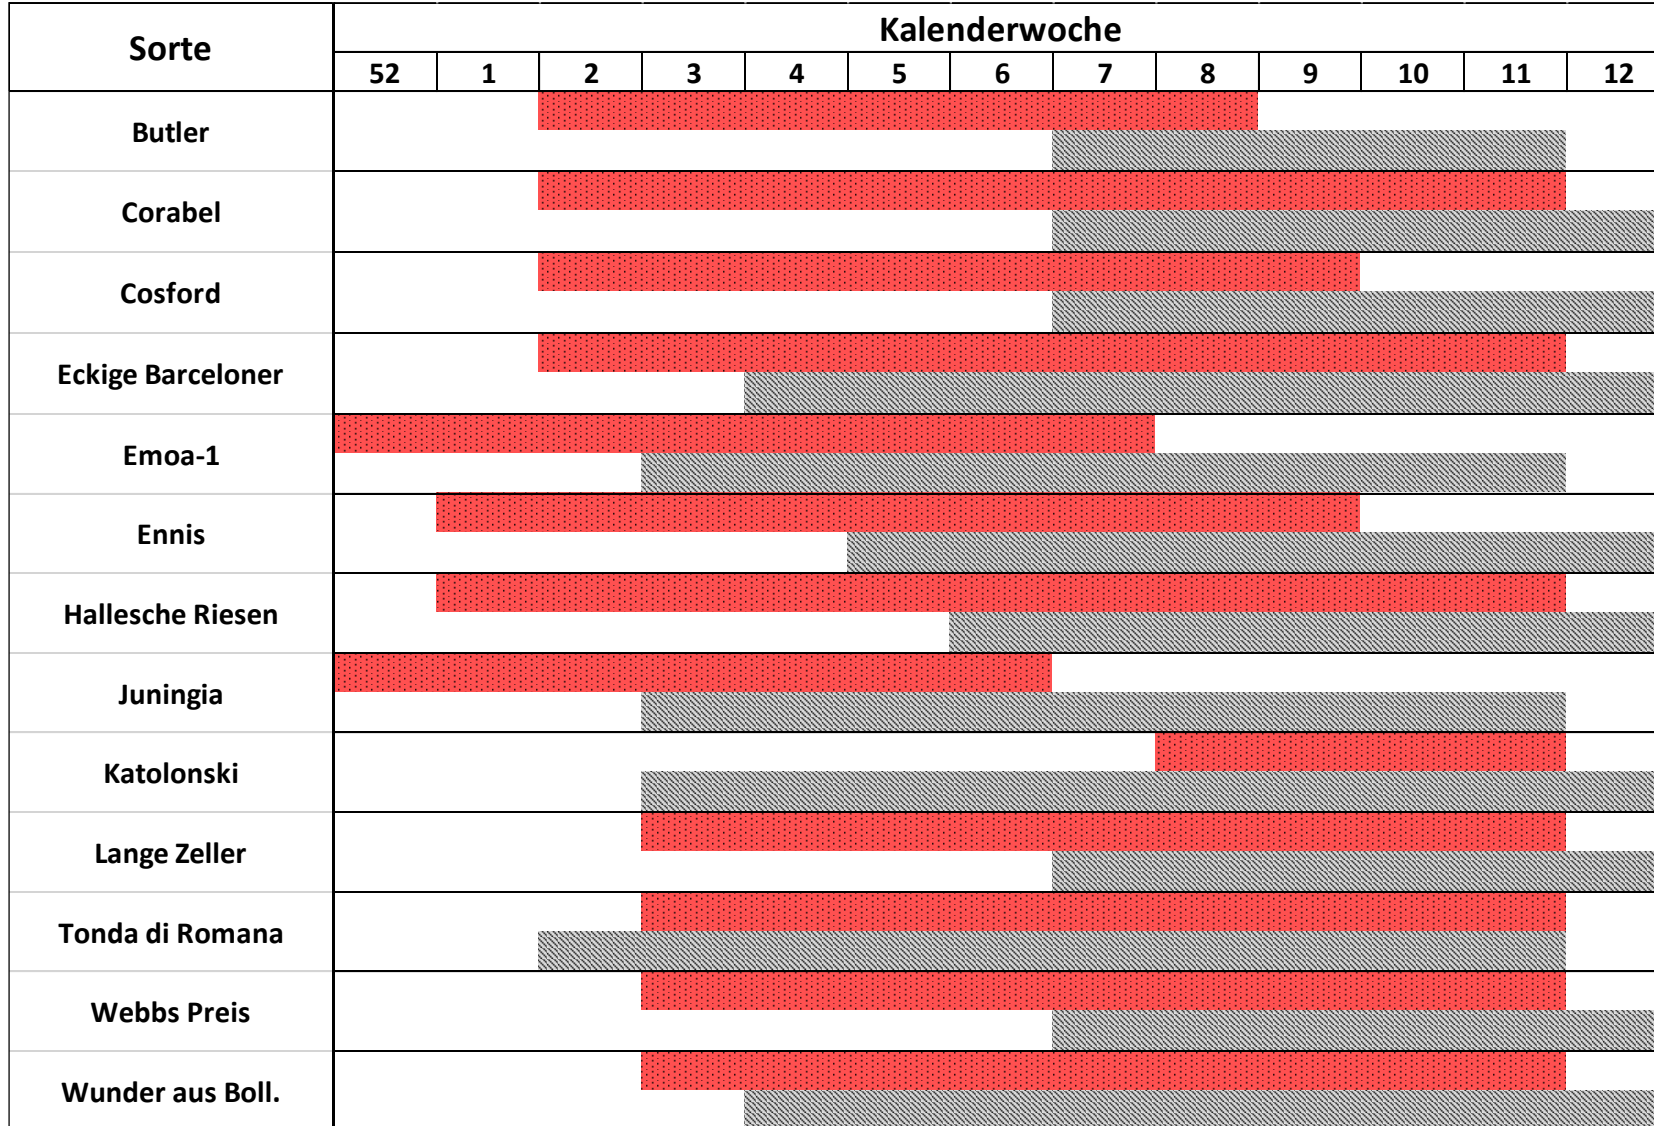 Sorte
Kalenderwoche
52 1 2 3 4 5 6 7 8 9 10 11 12
Butler
Corabel
Cosford
Eckige Barceloner
Emoa-1
Ennis
Hallesche Riesen
Juningia
Katolonski
Lange Zeller
Tonda di Romana
Webbs Preis
Wunder aus Boll.